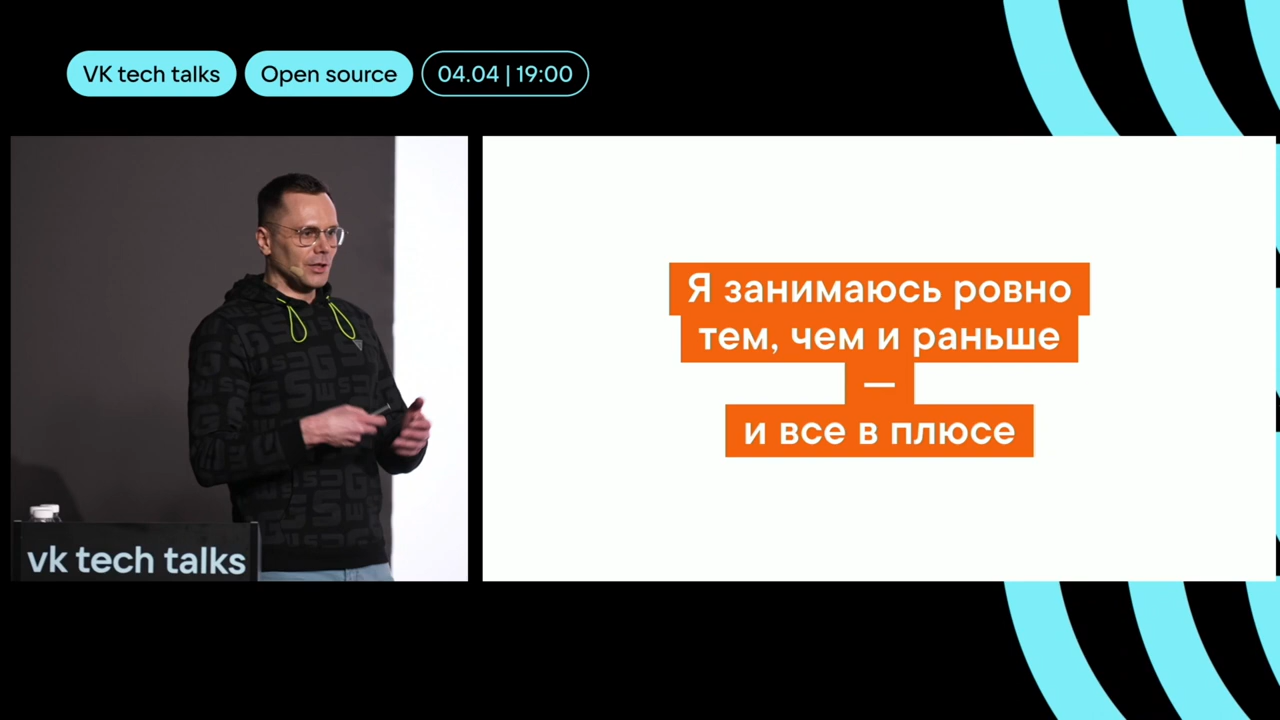 VK tech talks
Open source
04.04 | 19:00
Я занимаюсь ровно
тем, чем и раньше
—
и все в плюсе
vk tech talks